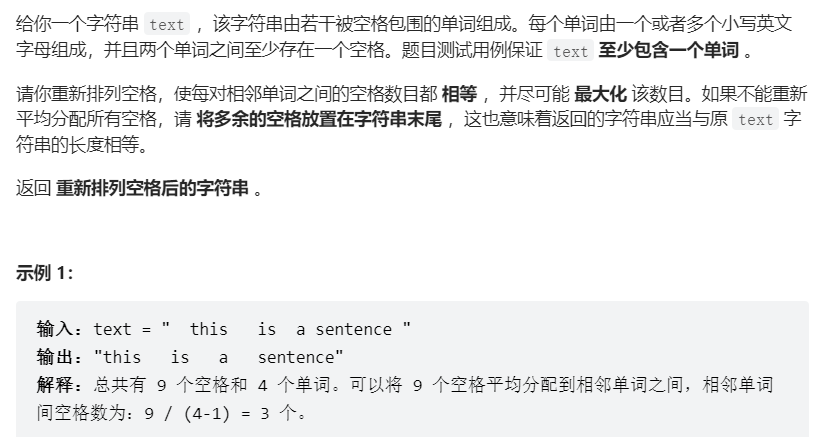 给你一个字符串 text ，该字符串由若干被空格包围的单词组成。每个单词由一个或者多个小写英文
字母组成，并且两个单词之间至少存在一个空格。题目测试用例保证 text 至少包含一个单词 。
请你重新排列空格，使每对相邻单词之间的空格数目都 相等 ，并尽可能 最大化 该数目。如果不能重新
平均分配所有空格，请 将多余的空格放置在字符串末尾 ，这也意味着返回的字符串应当与原 text 字
符串的长度相等。
返回 重新排列空格后的字符串 。
示例 1：
输入：text = "  this   is  a sentence "
输出："this   is   a   sentence"
解释：总共有 9 个空格和 4 个单词。可以将 9 个空格平均分配到相邻单词之间，相邻单词
间空格数为：9 / (4-1) = 3 个。